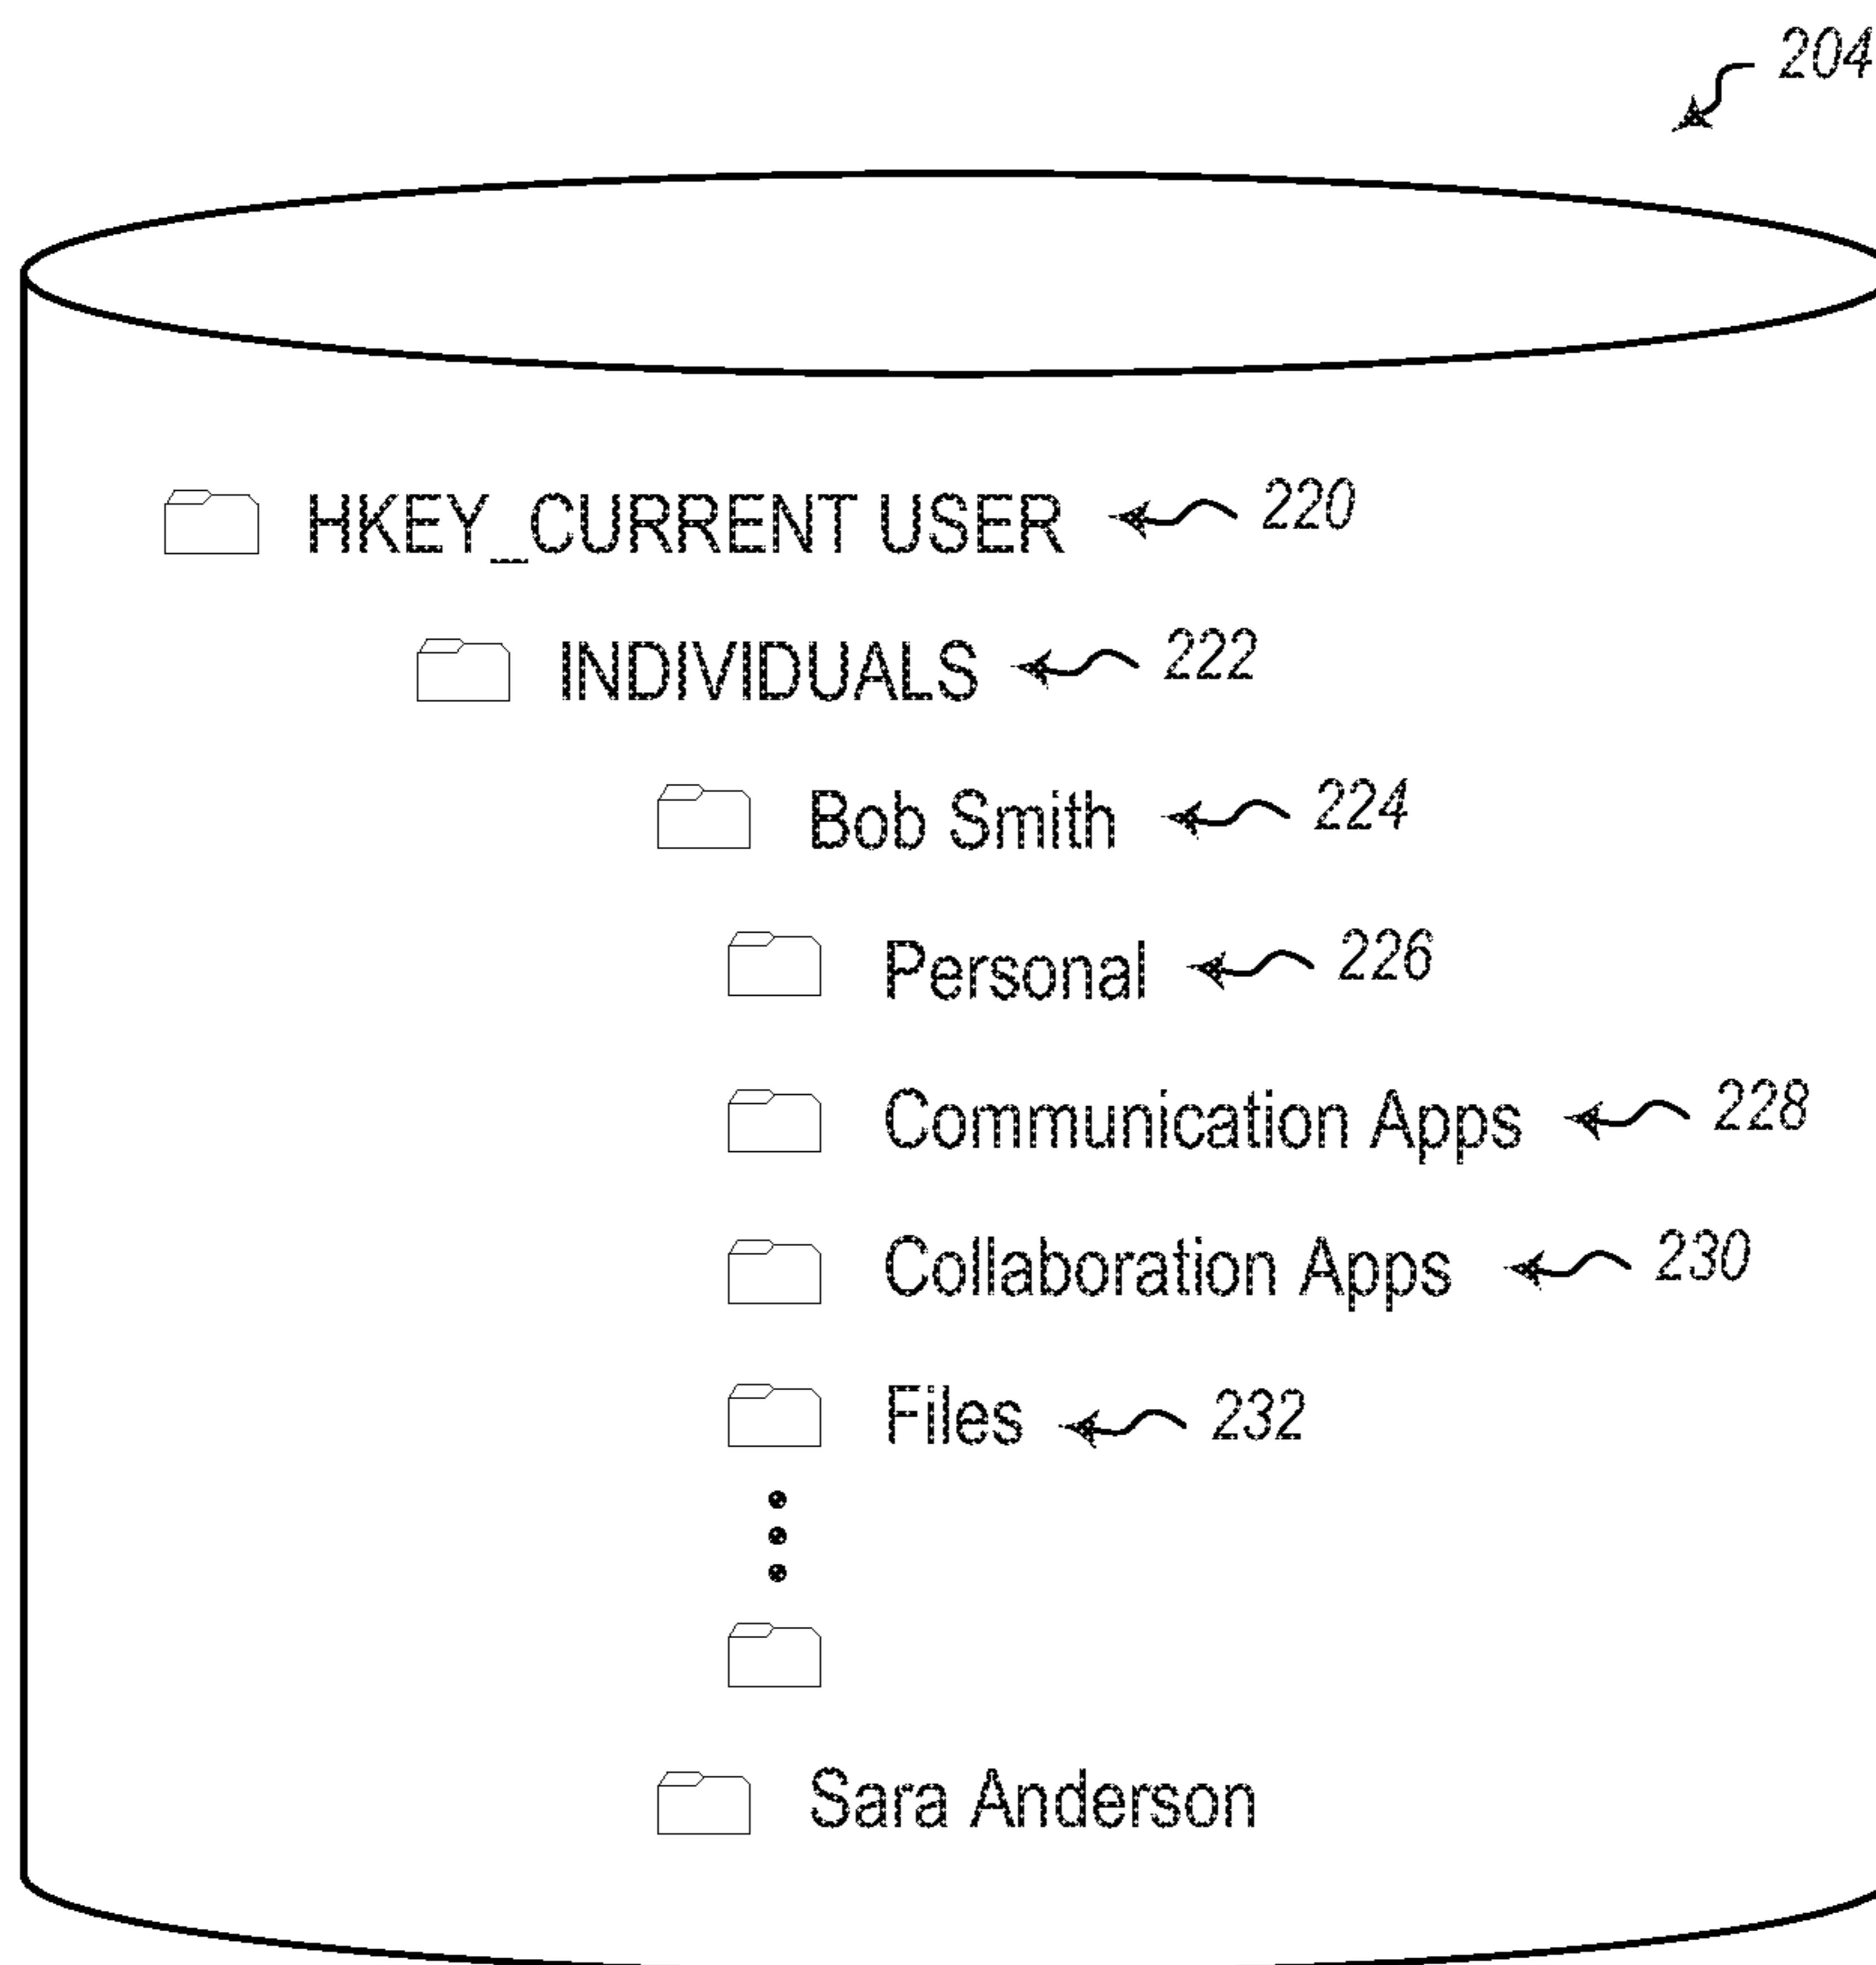 204
HKEY_CURRENT USER 220
INDIVIDUALS 222
Bob Smith 224
Personal 226
Communication Apps 228
Collaboration Apps 230
Files 232
Sara Anderson